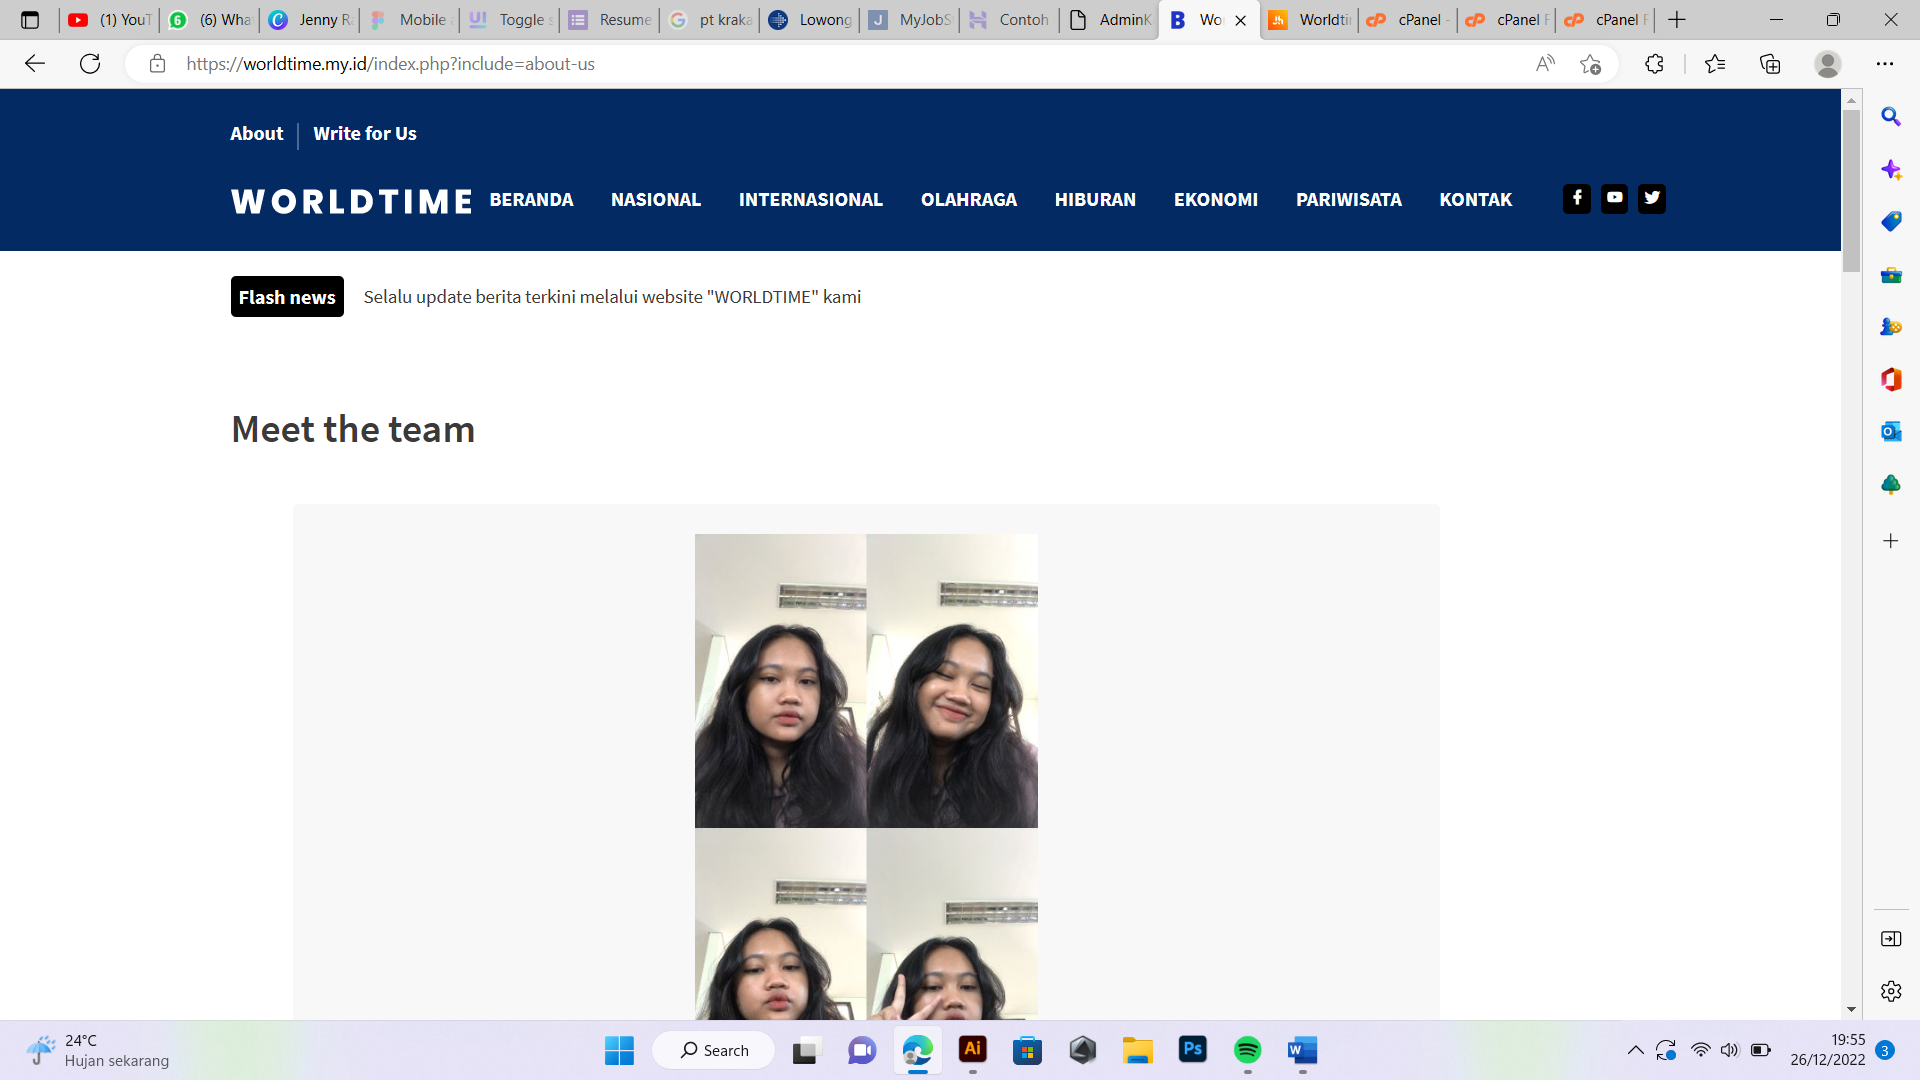 (1) YouT
(6) Wha
Jenny Ra
Mobile a
Toggle s
Resume
pt kraka
Lowong
MyJobS
Contoh
AdminK
Wo
Worldti
cPanel -
cPanel F
cPanel F
https://worldtime.my.id/index.php?include=about-us
About
Write for Us
WORLDTIME
BERANDA
NASIONAL
INTERNASIONAL
OLAHRAGA
HIBURAN
EKONOMI
PARIWISATA
KONTAK
Flash news
Selalu update berita terkini melalui website "WORLDTIME" kami
Meet the team
24°C
Hujan sekarang
Search
Ai
Ps
19:55
26/12/2022
3